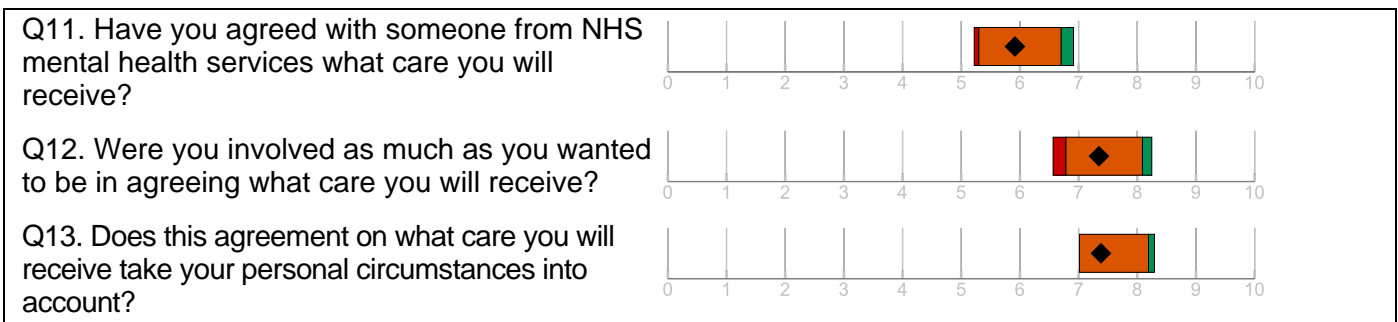 Q11. Have you agreed with someone from NHS
mental health services what care you will
receive?
0 1 2 3 4 5 6 7 8 9 10
Q12. Were you involved as much as you wanted
to be in agreeing what care you will receive?
0 1 2 3 4 5 6 7 8 9 10
Q13. Does this agreement on what care you will
receive take your personal circumstances into
account?
0 1 2 3 4 5 6 7 8 9 10